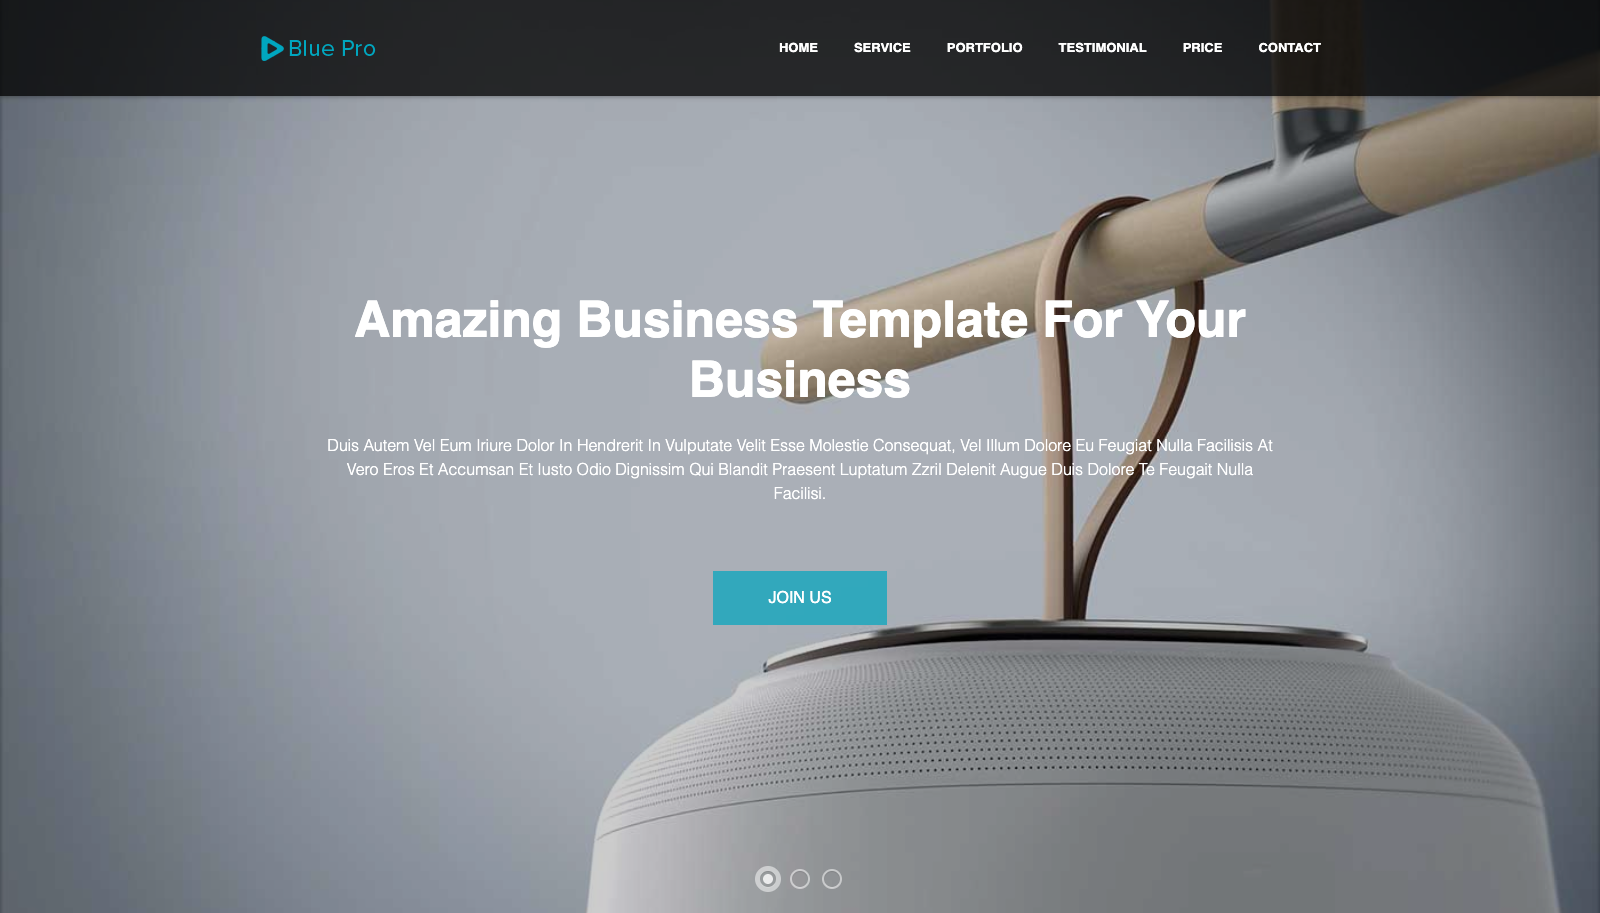 Blue Pro
HOME SERVICE PORTFOLIO TESTIMONIAL PRICE CONTACT
Amazing Business Template For Your
Business
Duis Autem Vel Eum Iriure Dolor In Hendrerit In Vulputate Velit Esse Molestie Consequat, Vel Illum Dolore Eu Feugiat Nulla Facilisis At
Vero Eros Et Accumsan Et Iusto Odio Dignissim Qui Blandit Praesent Luptatum Zzril Delenit Augue Duis Dolore Te Feugait Nulla
Facilisi.
JOIN US